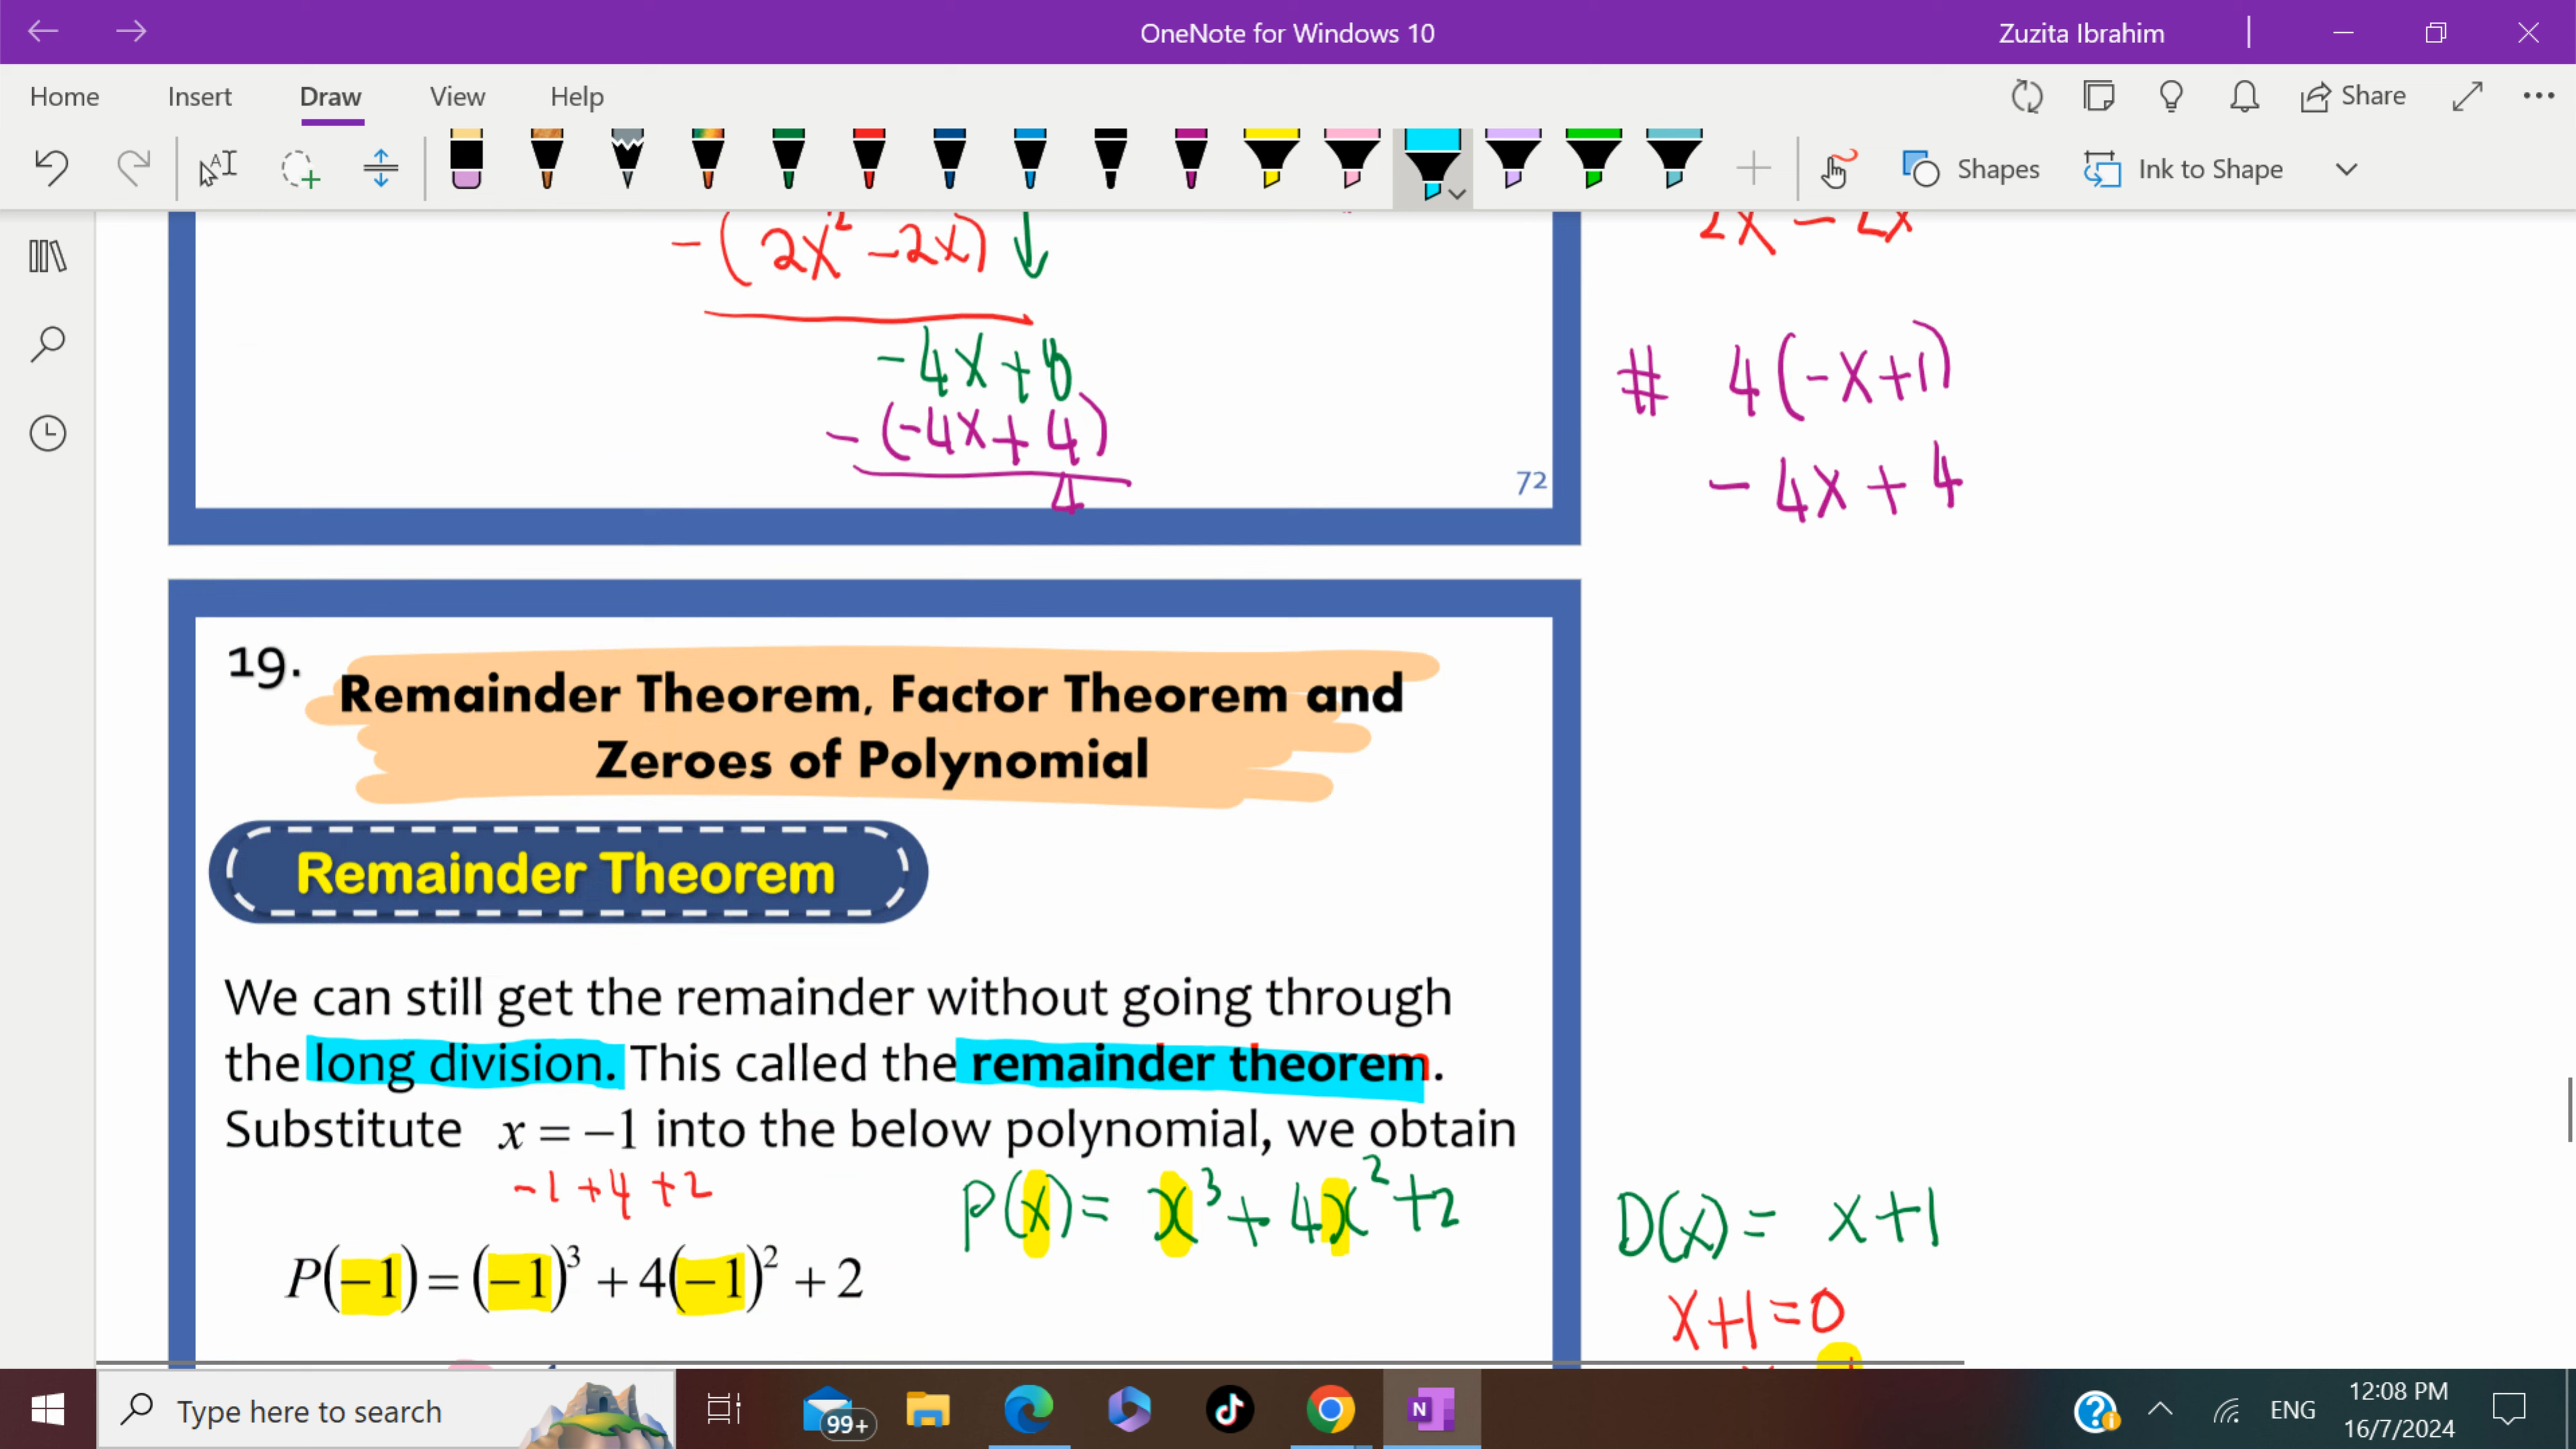 OneNote for Windows 10
Zuzita Ibrahim
Home Insert Draw View Help
Share
Shapes Ink to Shape
-(2x² -2x)
-4x+8
-(-4x+4)
4
72
# 4(-x+1)
-4x+4
19.
Remainder Theorem, Factor Theorem and
Zeroes of Polynomial
Remainder Theorem
We can still get the remainder without going through
the long division. This called the remainder theorem.
Substitute x = −1 into the below polynomial, we obtain
-1 +4 +2
P(x) = x³ + 4x² +2
P(−1) = (−1)³ + 4(−1)² + 2
D(x) = x+1
x+1=0
Type here to search
99+
N
ENG
12:08 PM
16/7/2024